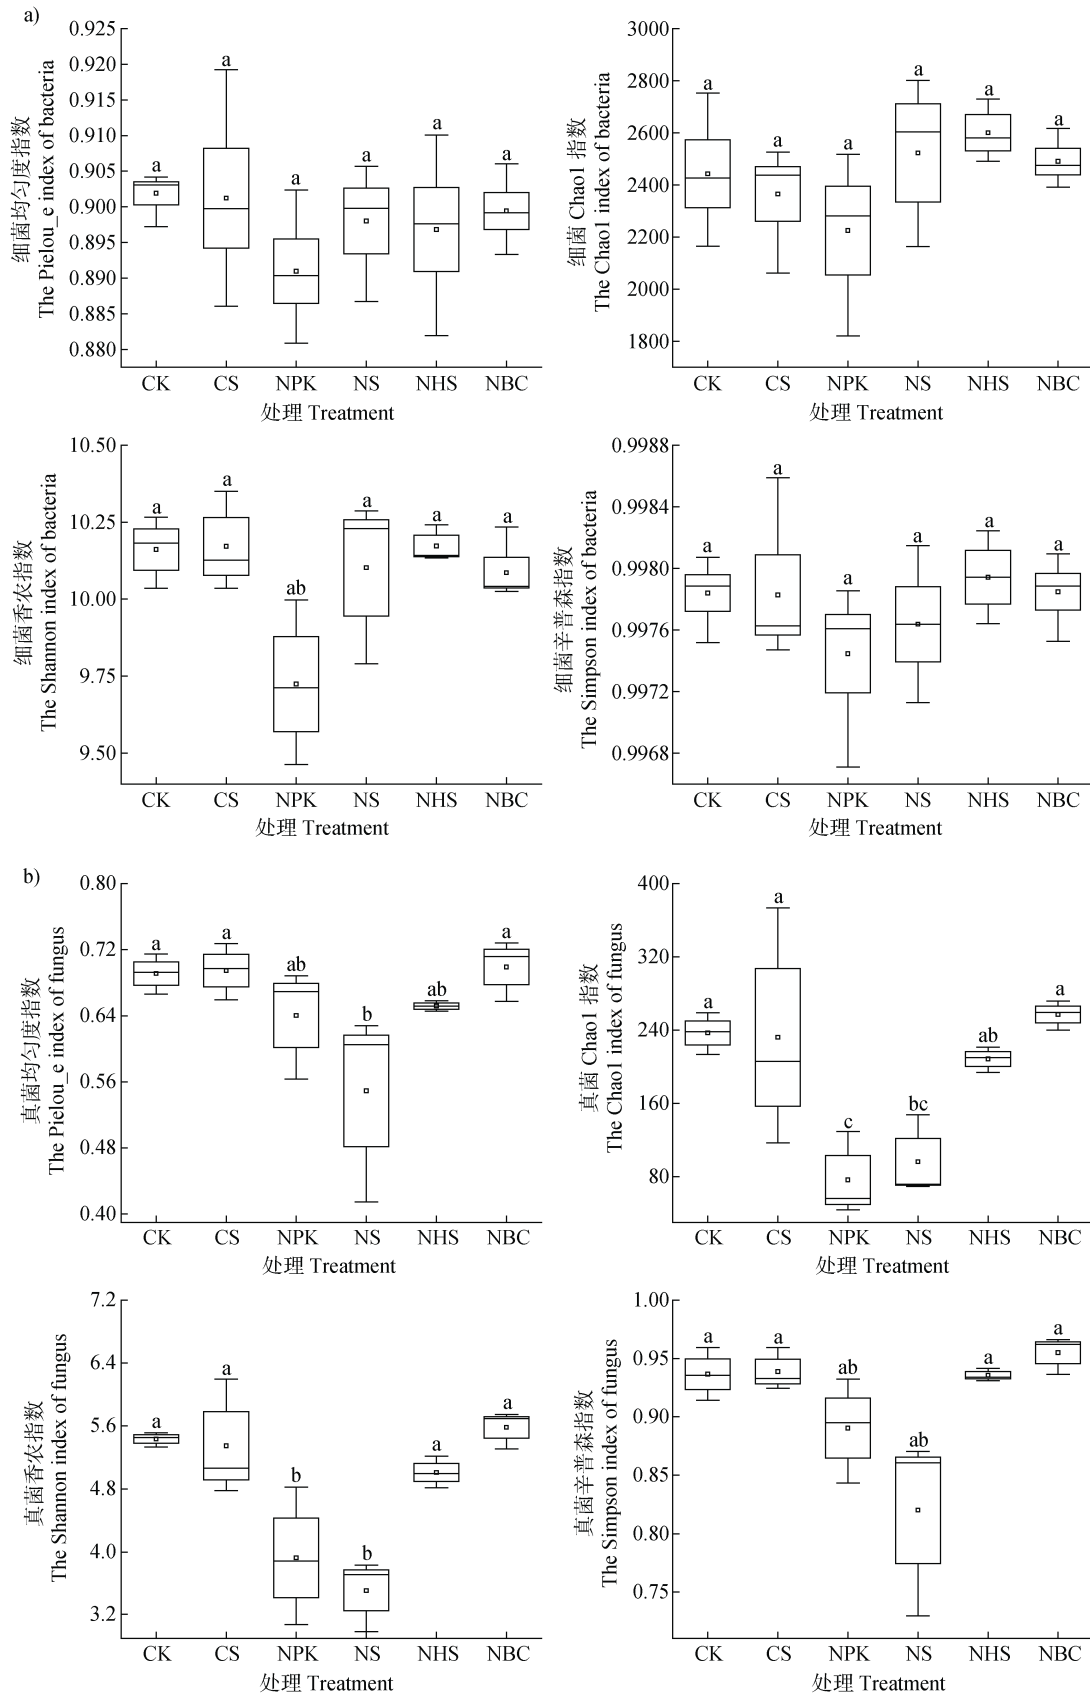 a)
细菌均匀度指数
The Pielou_e index of bacteria
0.925
0.920
0.915
0.910
0.905
0.900
0.895
0.890
0.885
0.880
a
a
a
a
a
a
CK CS NPK NS NHS NBC
处理 Treatment
细菌 Chao1 指数
The Chao1 index of bacteria
3000
2800
2600
2400
2200
2000
1800
a
a
a
a
a
a
CK CS NPK NS NHS NBC
处理 Treatment
细菌香农指数
The Shannon index of bacteria
10.50
10.25
10.00
9.75
9.50
a
a
ab
a
a
a
CK CS NPK NS NHS NBC
处理 Treatment
细菌辛普森指数
The Simpson index of bacteria
0.9988
0.9984
0.9980
0.9976
0.9972
0.9968
a
a
a
a
a
a
CK CS NPK NS NHS NBC
处理 Treatment
b)
真菌均匀度指数
The Pielou_e index of fungus
0.80
0.72
0.64
0.56
0.48
0.40
a
a
ab
b
ab
a
CK CS NPK NS NHS NBC
处理 Treatment
真菌 Chao1 指数
The Chao1 index of fungus
400
320
240
160
80
a
a
c
bc
ab
a
CK CS NPK NS NHS NBC
处理 Treatment
真菌香农指数
The Shannon index of fungus
7.2
6.4
5.6
4.8
4.0
3.2
a
a
b
b
a
a
CK CS NPK NS NHS NBC
处理 Treatment
真菌辛普森指数
The Simpson index of fungus
1.00
0.95
0.90
0.85
0.80
0.75
a
a
ab
ab
a
a
CK CS NPK NS NHS NBC
处理 Treatment